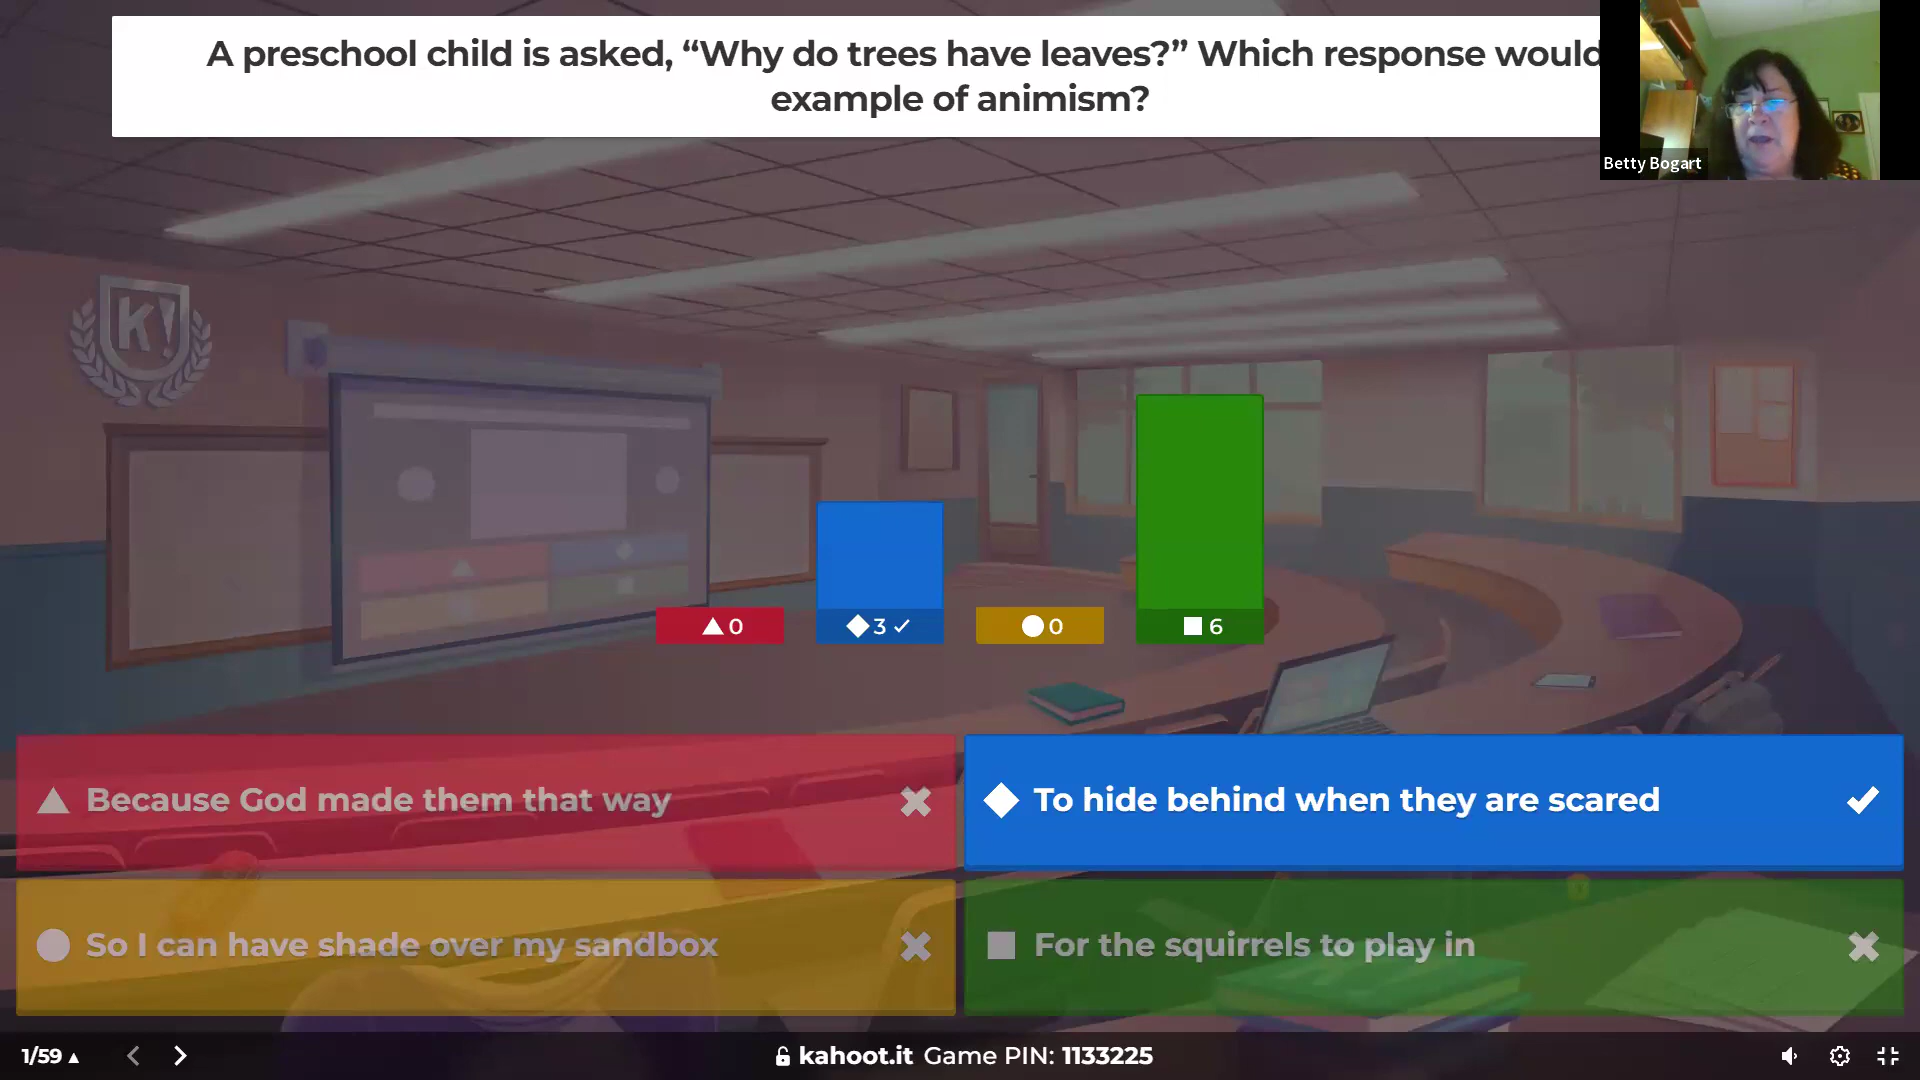 A preschool child is asked, “Why do trees have leaves?” Which response would
example of animism?
Betty Bogart
K!
0
3
0
6
Because God made them that way
To hide behind when they are scared
So I can have shade over my sandbox
For the squirrels to play in
1/59
kahoot.it Game PIN: 1133225